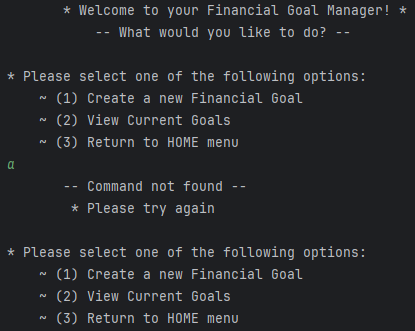 * Welcome to your Financial Goal Manager! *
-- What would you like to do? --
* Please select one of the following options:
~ (1) Create a new Financial Goal
~ (2) View Current Goals
~ (3) Return to HOME menu
a
-- Command not found --
* Please try again
* Please select one of the following options:
~ (1) Create a new Financial Goal
~ (2) View Current Goals
~ (3) Return to HOME menu